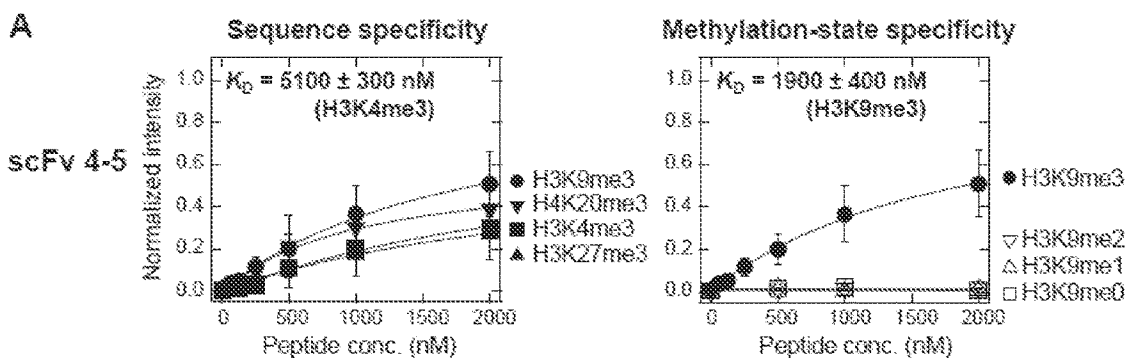 A
Sequence specificity
Methylation-state specificity
scFv 4-5
Normalized intensity
1.0
0.8
0.6
0.4
0.2
0.0
K_D = 5100 ± 300 nM
(H3K4me3)
H3K9me3
H4K20me3
H3K4me3
H3K27me3
0 500 1000 1500 2000
Peptide conc. (nM)
1.0
0.8
0.6
0.4
0.2
0.0
K_D = 1900 ± 400 nM
(H3K9me3)
H3K9me3
H3K9me2
H3K9me1
H3K9me0
0 500 1000 1500 2000
Peptide conc. (nM)